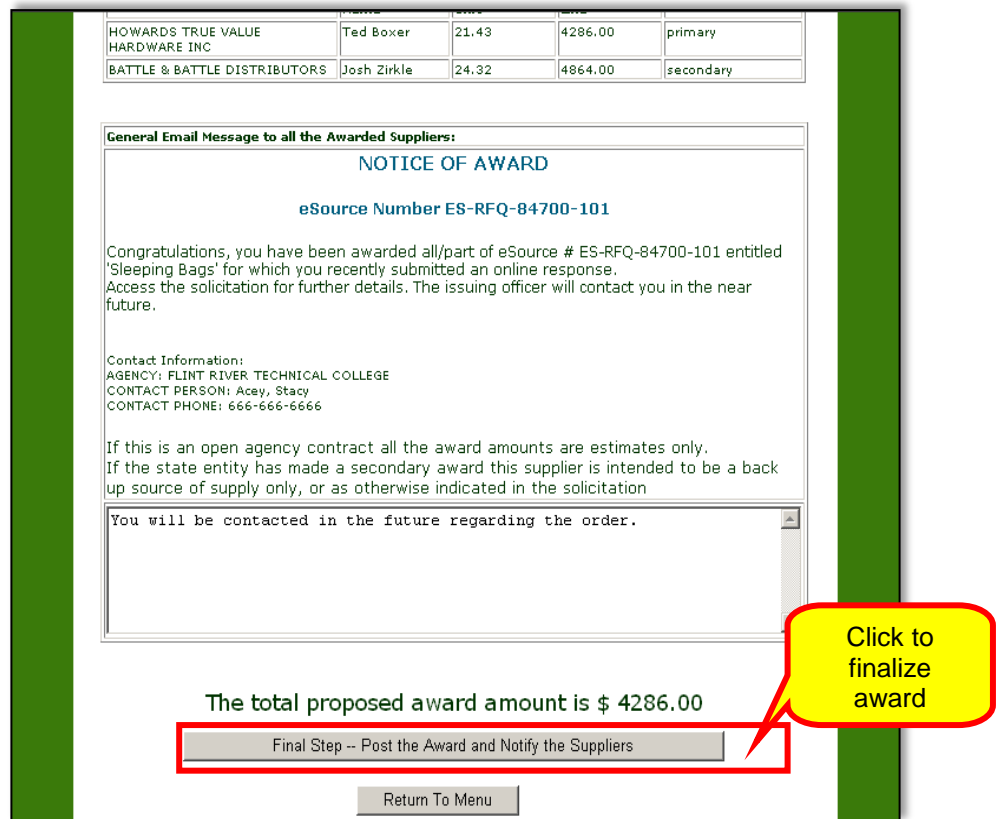 HOWARDS TRUE VALUE
HARDWARE INC
Ted Boxer
21.43
4286.00
primary
BATTLE & BATTLE DISTRIBUTORS
Josh Zirkle
24.32
4864.00
secondary
General Email Message to all the Awarded Suppliers:
NOTICE OF AWARD
eSource Number ES-RFQ-84700-101
Congratulations, you have been awarded all/part of eSource # ES-RFQ-84700-101 entitled
'Sleeping Bags' for which you recently submitted an online response.
Access the solicitation for further details. The issuing officer will contact you in the near
future.
Contact Information:
AGENCY: FLINT RIVER TECHNICAL COLLEGE
CONTACT PERSON: Acey, Stacy
CONTACT PHONE: 666-666-6666
If this is an open agency contract all the award amounts are estimates only.
If the state entity has made a secondary award this supplier is intended to be a back
up source of supply only, or as otherwise indicated in the solicitation
You will be contacted in the future regarding the order.
Click to
finalize
award
The total proposed award amount is $ 4286.00
Final Step -- Post the Award and Notify the Suppliers
Return To Menu